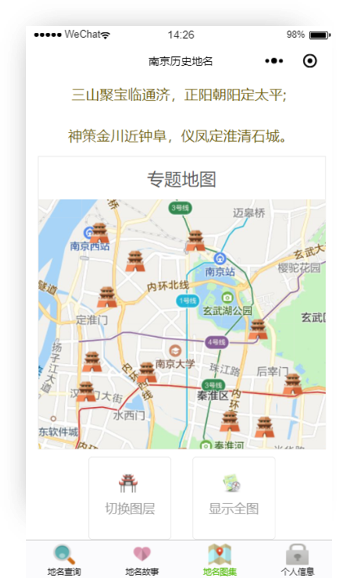 WeChat
14:26
98%
南京历史地名
三山聚宝临通济，正阳朝阳定太平;
神策金川近钟阜，仪凤定淮清石城。
专题地图
3号线
迈皋桥
南京西站
玄武大
南京站
樱驼花园
隧道
内环北线
1号线
玄武湖公园
定淮门
玄武区
4号线
扬子江大道
南京大学
珠江路
后宰门
3号线
秦淮区
内环
水西门
东软件城
秦淮河
切换图层
显示全图
地名查询
地名故事
地名图集
个人信息